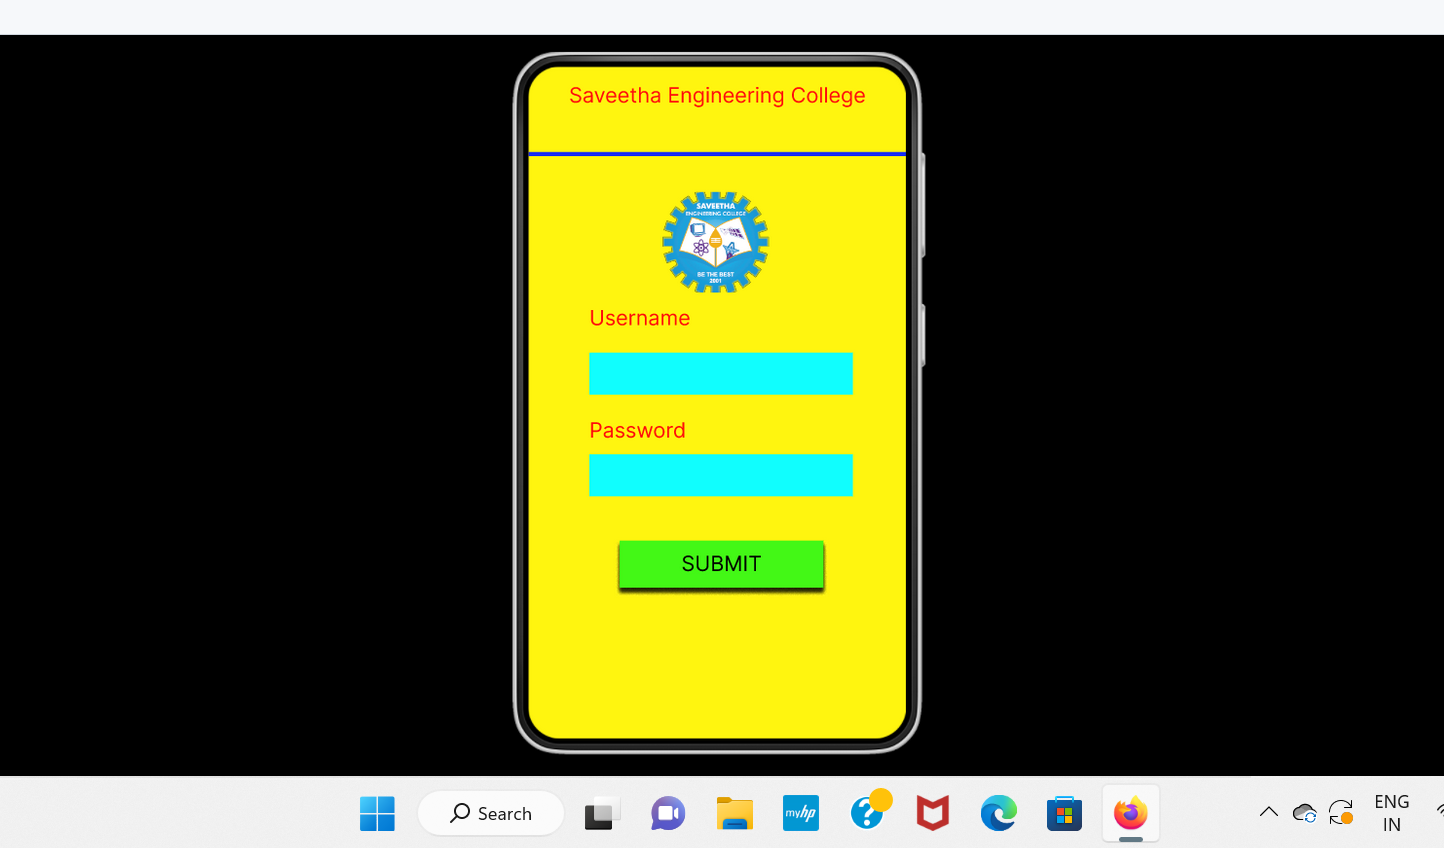 Saveetha Engineering College
SAVEETHA
ENGINEERING COLLEGE
BE THE BEST
2001
Username
Password
SUBMIT
Search
myhp
?
ENG
IN